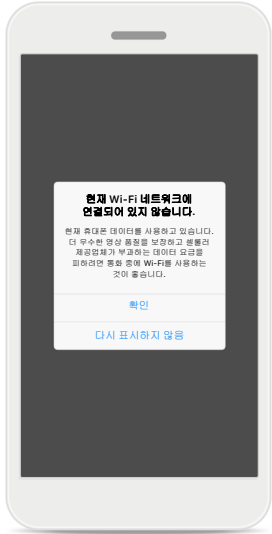 현재 Wi-Fi 네트워크에
연결되어 있지 않습니다.
현재 휴대폰 데이터를 사용하고 있습니다.
더 우수한 영상 품질을 보장하고 셀룰러
제공업체가 부과하는 데이터 요금을
피하려면 통화 중에 Wi-Fi를 사용하는
것이 좋습니다.
확인
다시 표시하지 않음